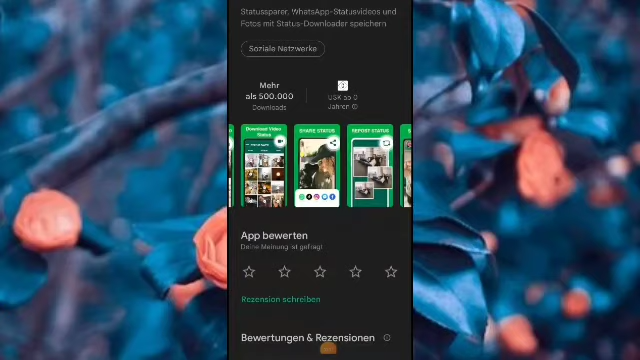 Statussparer, WhatsApp-Statusvideos und
Fotos mit Status-Downloader speichern
Soziale Netzwerke
Mehr
als 500.000
Downloads
USK ab 0
Jahren
Download Video
Status
SHARE STATUS
REPOST STATUS
App bewerten
Deine Meinung ist gefragt
Rezension schreiben
Bewertungen & Rezensionen